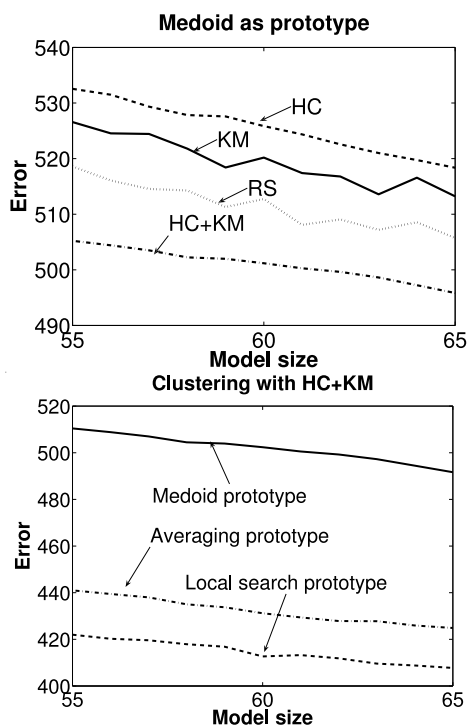 Medoid as prototype
540
530
520
510
500
490
Error
HC
KM
RS
HC+KM
55
60
65
Model size
Clustering with HC+KM
520
500
480
460
440
420
400
Error
Medoid prototype
Averaging prototype
Local search prototype
55
60
65
Model size